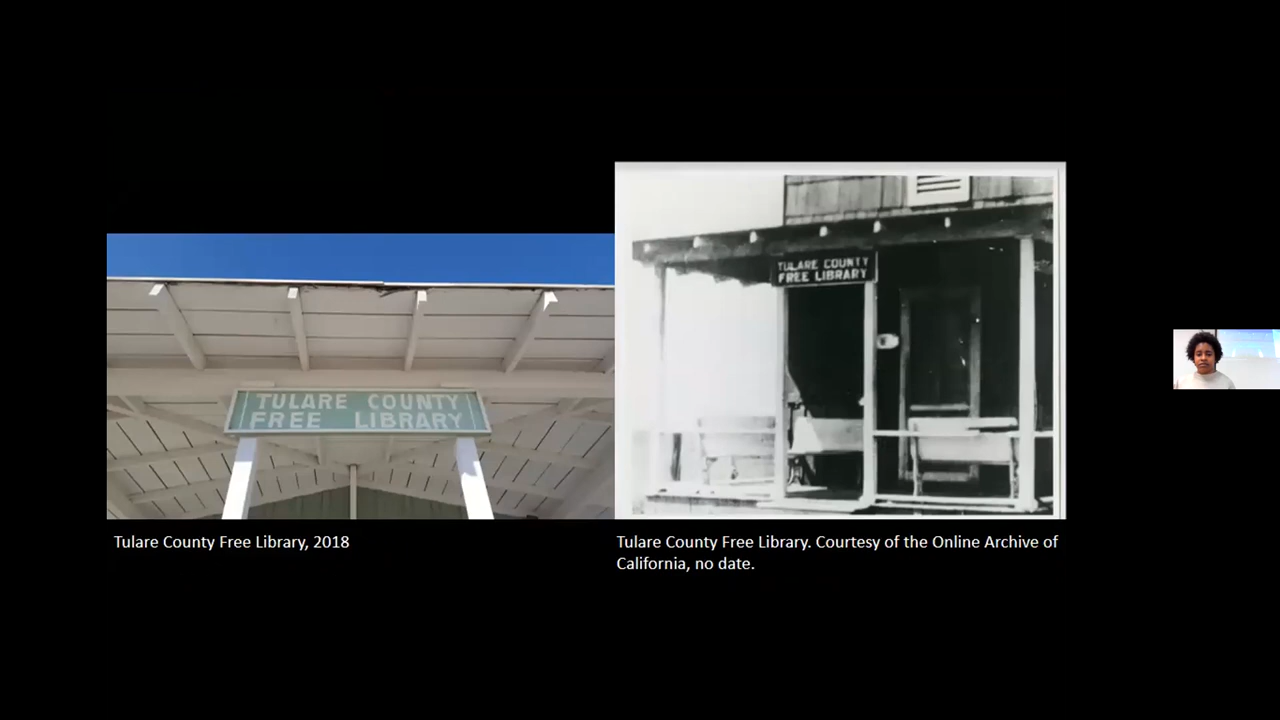 TULARE COUNTY
FREE LIBRARY
TULARE COUNTY
FREE LIBRARY
Tulare County Free Library, 2018
Tulare County Free Library. Courtesy of the Online Archive of
California, no date.